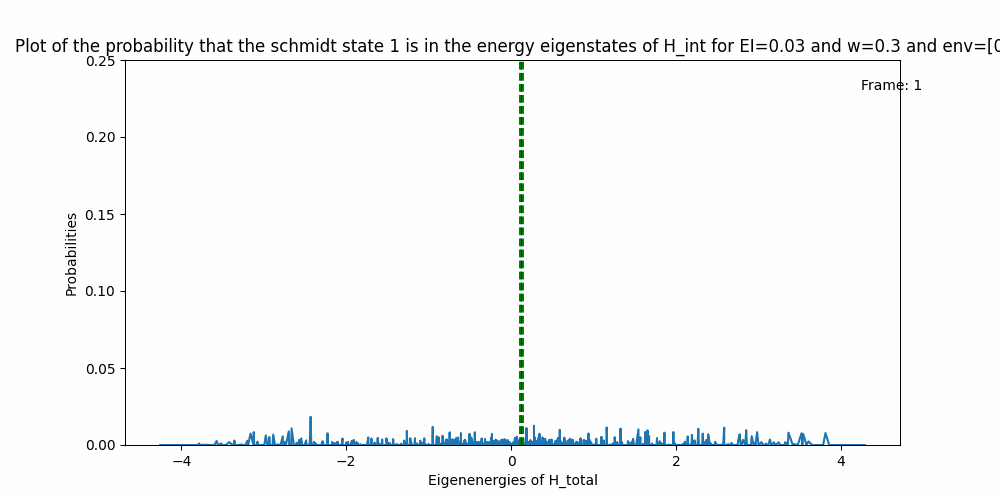 Plot of the probability that the schmidt state 1 is in the energy eigenstates of H_int for EI=0.03 and w=0.3 and env=[0
Frame: 1
0.25
0.20
0.15
0.10
0.05
0.00
Probabilities
−4
−2
0
2
4
Eigenenergies of H_total